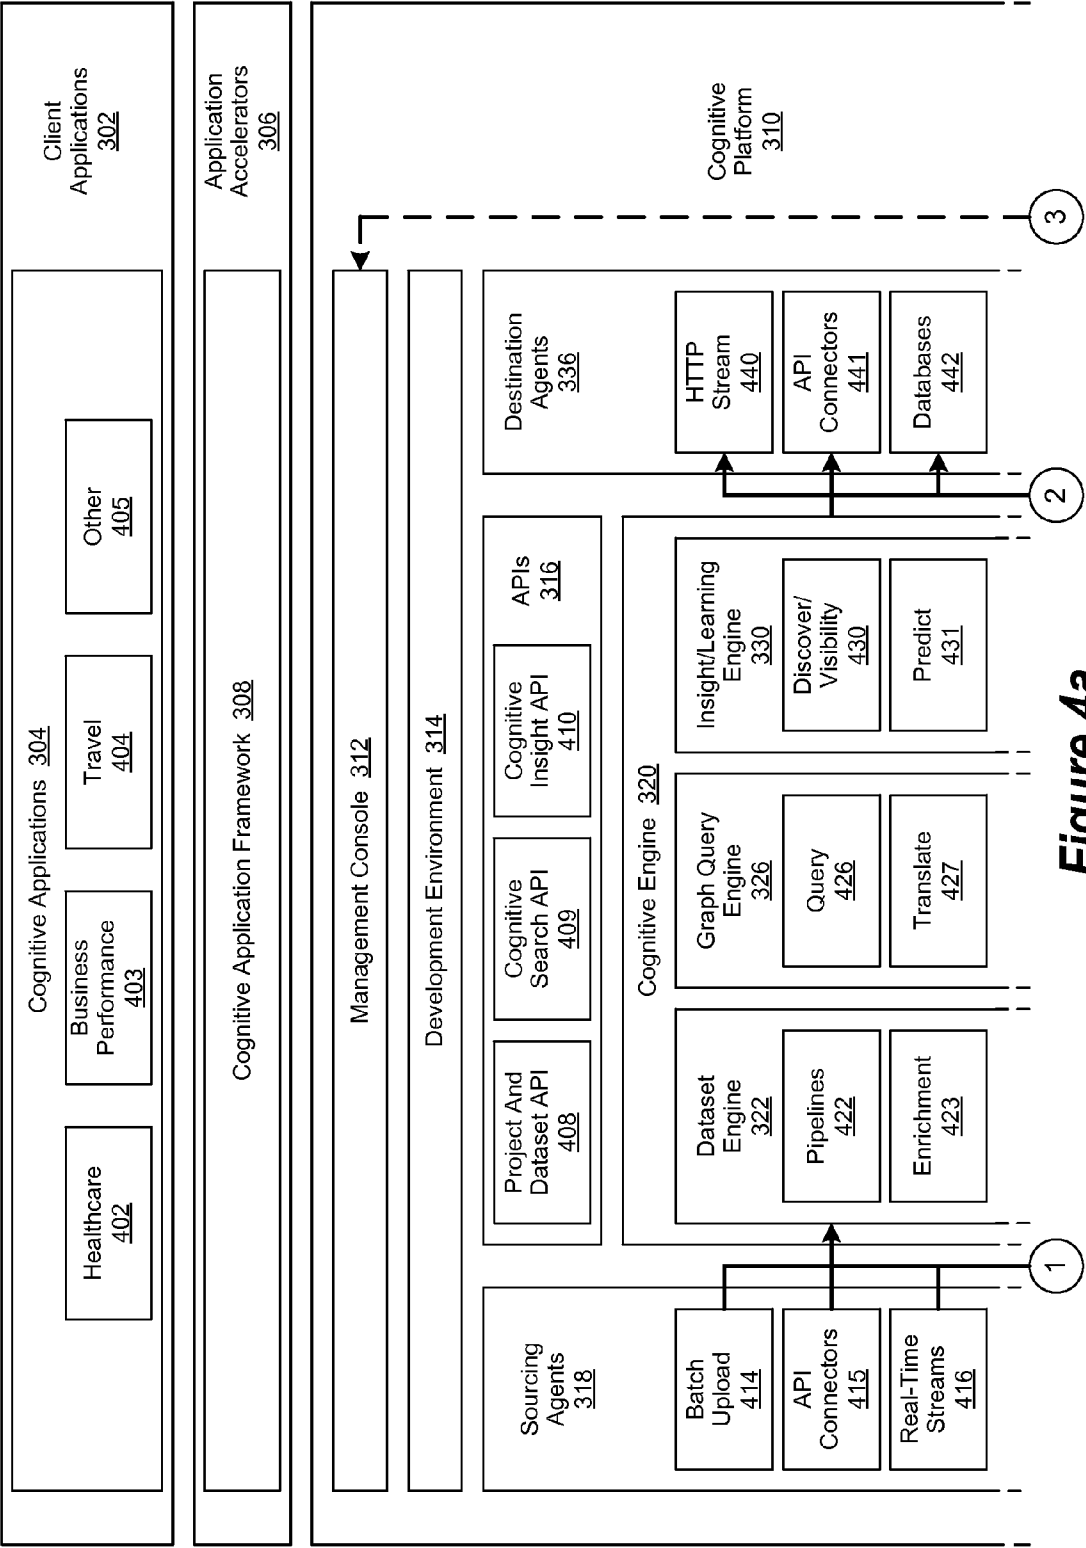 Cognitive Applications 304
Healthcare
402
Business
Performance
403
Travel
404
Other
405
Client
Applications
302
Cognitive Application Framework 308
Application
Accelerators
306
Management Console 312
Development Environment 314
Cognitive
Platform
310
Sourcing
Agents
318
Batch
Upload
414
API
Connectors
415
Real-Time
Streams
416
Project And
Dataset API
408
Cognitive
Search API
409
Cognitive
Insight API
410
APIs
316
Cognitive Engine 320
Dataset
Engine
322
Pipelines
422
Enrichment
423
Graph Query
Engine
326
Query
426
Translate
427
Insight/Learning
Engine
330
Discover/
Visibility
430
Predict
431
Destination
Agents
336
HTTP
Stream
440
API
Connectors
441
Databases
442
1
2
3
Figure 4a